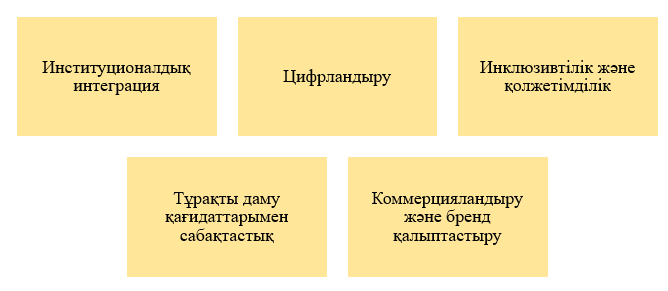 Институционалдық
интеграция
Цифрландыру
Инклюзивтілік және
қолжетімділік
Тұрақты даму
қағидаттарымен
сабақтастық
Коммерцияландыру
және бренд
қалыптастыру